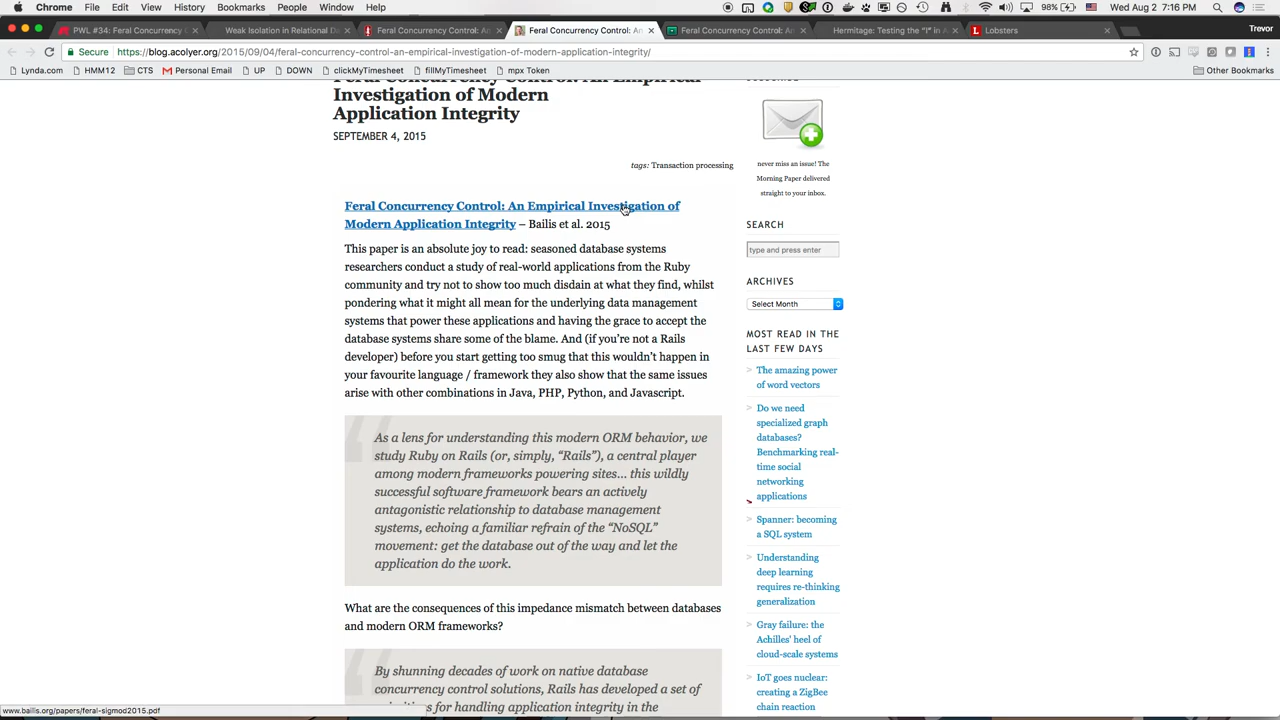 Chrome File Edit View History Bookmarks People Window Help 98% Wed Aug 2 7:16 PM
PWL #34: Feral Concurrency C Weak Isolation in Relational Da Feral Concurrency Control: An Feral Concurrency Control: An Feral Concurrency Control: An Hermitage: Testing the "I" in A Lobsters Trevor
Secure https://blog.acolyer.org/2015/09/04/feral-concurrency-control-an-empirical-investigation-of-modern-application-integrity/
Lynda.com HMM12 CTS Personal Email UP DOWN clickMyTimesheet fillMyTimesheet mpx Token Other Bookmarks
Feral Concurrency Control: An Empirical
Investigation of Modern
Application Integrity
SEPTEMBER 4, 2015
tags: Transaction processing
Feral Concurrency Control: An Empirical Investigation of
Modern Application Integrity – Bailis et al. 2015
This paper is an absolute joy to read: seasoned database systems
researchers conduct a study of real-world applications from the Ruby
community and try not to show too much disdain at what they find, whilst
pondering what it might all mean for the underlying data management
systems that power these applications and having the grace to accept the
database systems share some of the blame. And (if you're not a Rails
developer) before you start getting too smug that this wouldn't happen in
your favourite language / framework they also show that the same issues
arise with other combinations in Java, PHP, Python, and Javascript.
As a lens for understanding this modern ORM behavior, we
study Ruby on Rails (or, simply, "Rails"), a central player
among modern frameworks powering sites... this wildly
successful software framework bears an actively
antagonistic relationship to database management
systems, echoing a familiar refrain of the "NoSQL"
movement: get the database out of the way and let the
application do the work.
What are the consequences of this impedance mismatch between databases
and modern ORM frameworks?
By shunning decades of work on native database
concurrency control solutions, Rails has developed a set of
for handling application integrity in the
www.bailis.org/papers/feral-sigmod2015.pdf
never miss an issue! The
Morning Paper delivered
straight to your inbox.
SEARCH
type and press enter
ARCHIVES
Select Month
MOST READ IN THE
LAST FEW DAYS
> The amazing power
of word vectors
> Do we need
specialized graph
databases?
Benchmarking real-
time social
networking
applications
> Spanner: becoming
a SQL system
> Understanding
deep learning
requires re-thinking
generalization
> Gray failure: the
Achilles' heel of
cloud-scale systems
> IoT goes nuclear:
creating a ZigBee
chain reaction